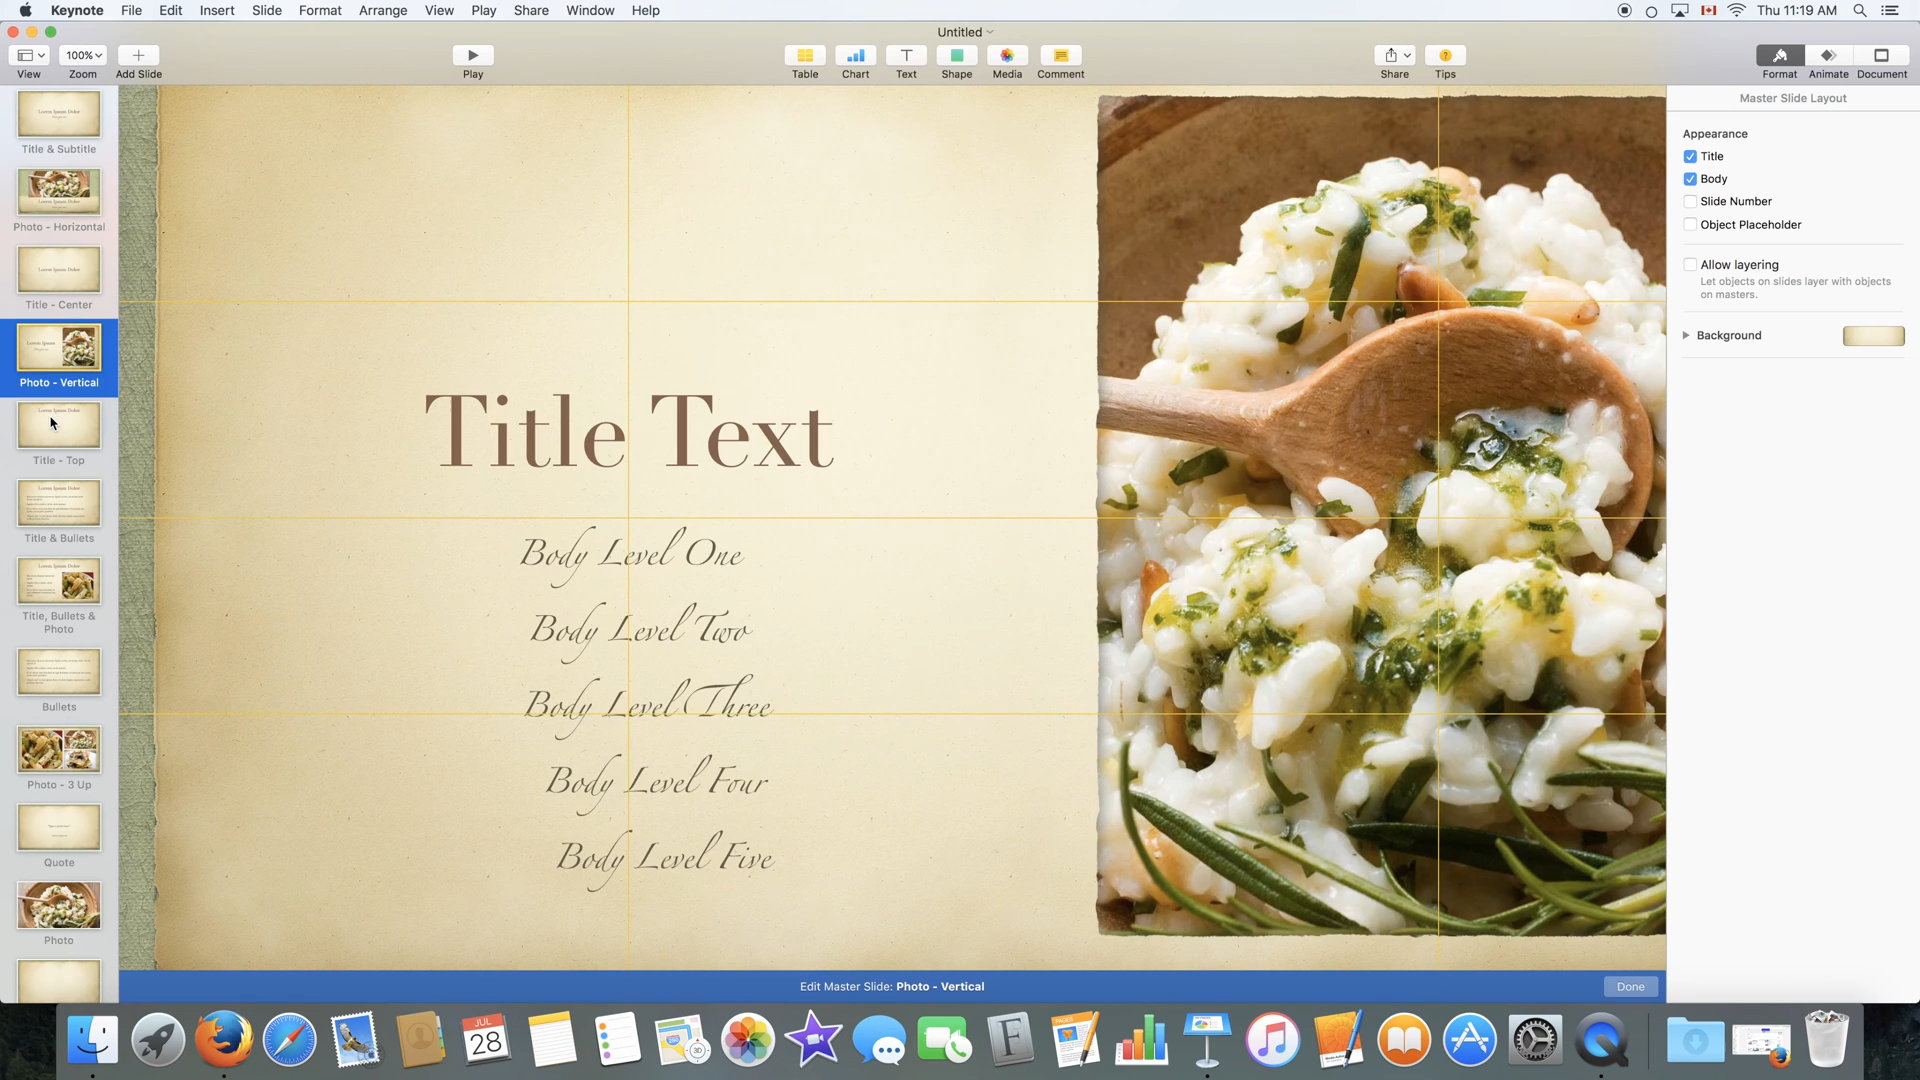 Keynote File Edit Insert Slide Format Arrange View Play Share Window Help
Thu 11:19 AM
Untitled
100%
View Zoom Add Slide Play Table Chart Text Shape Media Comment Share Tips Format Animate Document
Title & Subtitle
Photo - Horizontal
Title - Center
Photo - Vertical
Title - Top
Title & Bullets
Title, Bullets &
Photo
Bullets
Photo - 3 Up
Quote
Photo
Title Text
Body Level One
Body Level Two
Body Level Three
Body Level Four
Body Level Five
Edit Master Slide: Photo - Vertical
Done
Master Slide Layout
Appearance
Title
Body
Slide Number
Object Placeholder
Allow layering
Let objects on slides layer with objects
on masters.
Background
JUL
28
3D